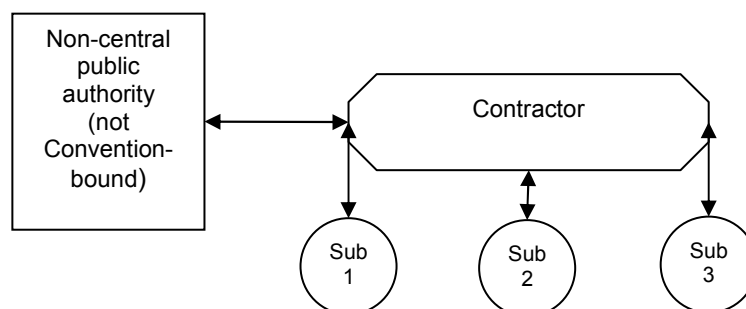 Non-central
public
authority
(not
Convention-
bound)
Contractor
Sub
1
Sub
2
Sub
3